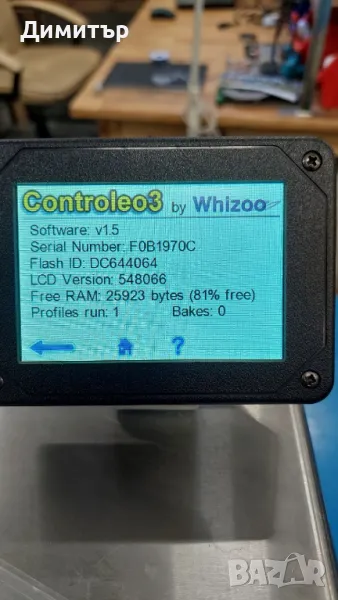 Димитър
Controleo3 by Whizoo
Software: v1.5
Serial Number: F0B1970C
Flash ID: DC644064
LCD Version: 548066
Free RAM: 25923 bytes (81% free)
Profiles run: 1 Bakes: 0
?
BAZAR